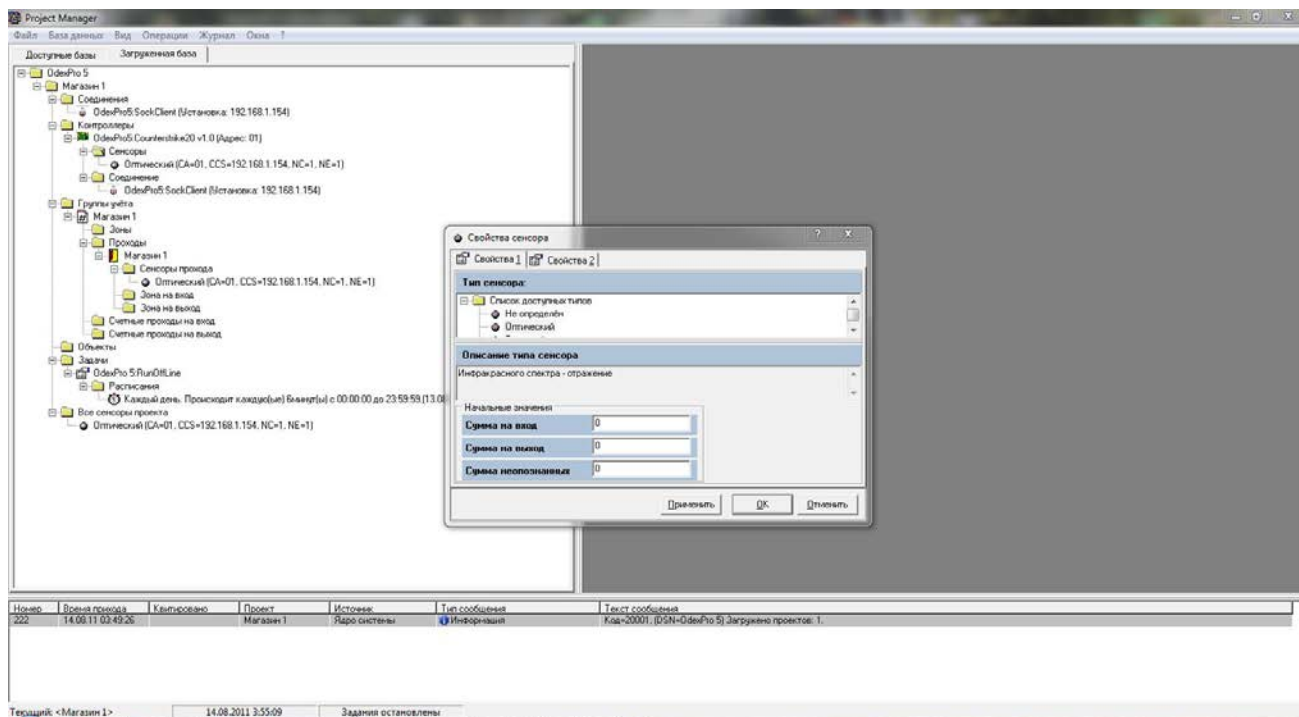 Project Manager
Файл База данных Вид Операции Журнал Окна ?
Доступные базы Загруженная база
OdexPro 5
Магазин 1
Соединения
OdexPro5:SockClient (Установка: 192.168.1.154)
Контроллеры
OdexPro5:Counterstrike20 v1.0 (Адрес: 01)
Сенсоры
Оптический (CA=01, CCS=192.168.1.154, NC=1, NE=1)
Соединение
OdexPro5:SockClient (Установка: 192.168.1.154)
Группы учёта
Магазин 1
Зоны
Проходы
Магазин 1
Сенсоры прохода
Оптический (CA=01, CCS=192.168.1.154, NC=1, NE=1)
Зона на вход
Зона на выход
Счетные проходы на вход
Счетные проходы на выход
Объекты
Задачи
OdexPro 5:RunOffLine
Расписания
Каждый день. Происходит каждую(ые) 6минут(ы) с 00:00:00 до 23:59:59.(13.08
Все сенсоры проекта
Оптический (CA=01, CCS=192.168.1.154, NC=1, NE=1)
Свойства сенсора
Свойства 1 Свойства 2
Тип сенсора:
Список доступных типов
Не определён
Оптический
Описание типа сенсора
Инфракрасного спектра - отражение
Начальные значения
Сумма на вход 0
Сумма на выход 0
Сумма неопознанных 0
Применить OK Отменить
Номер Время прихода Квитировано Проект Источник Тип сообщения Текст сообщения
222 14.08.11 03:49:26 Магазин 1 Ядро системы Информация Код=20001, (DSN=OdexPro 5) Загружено проектов: 1.
Текущий: <Магазин 1> 14.08.2011 3:55:09 Задания остановлены